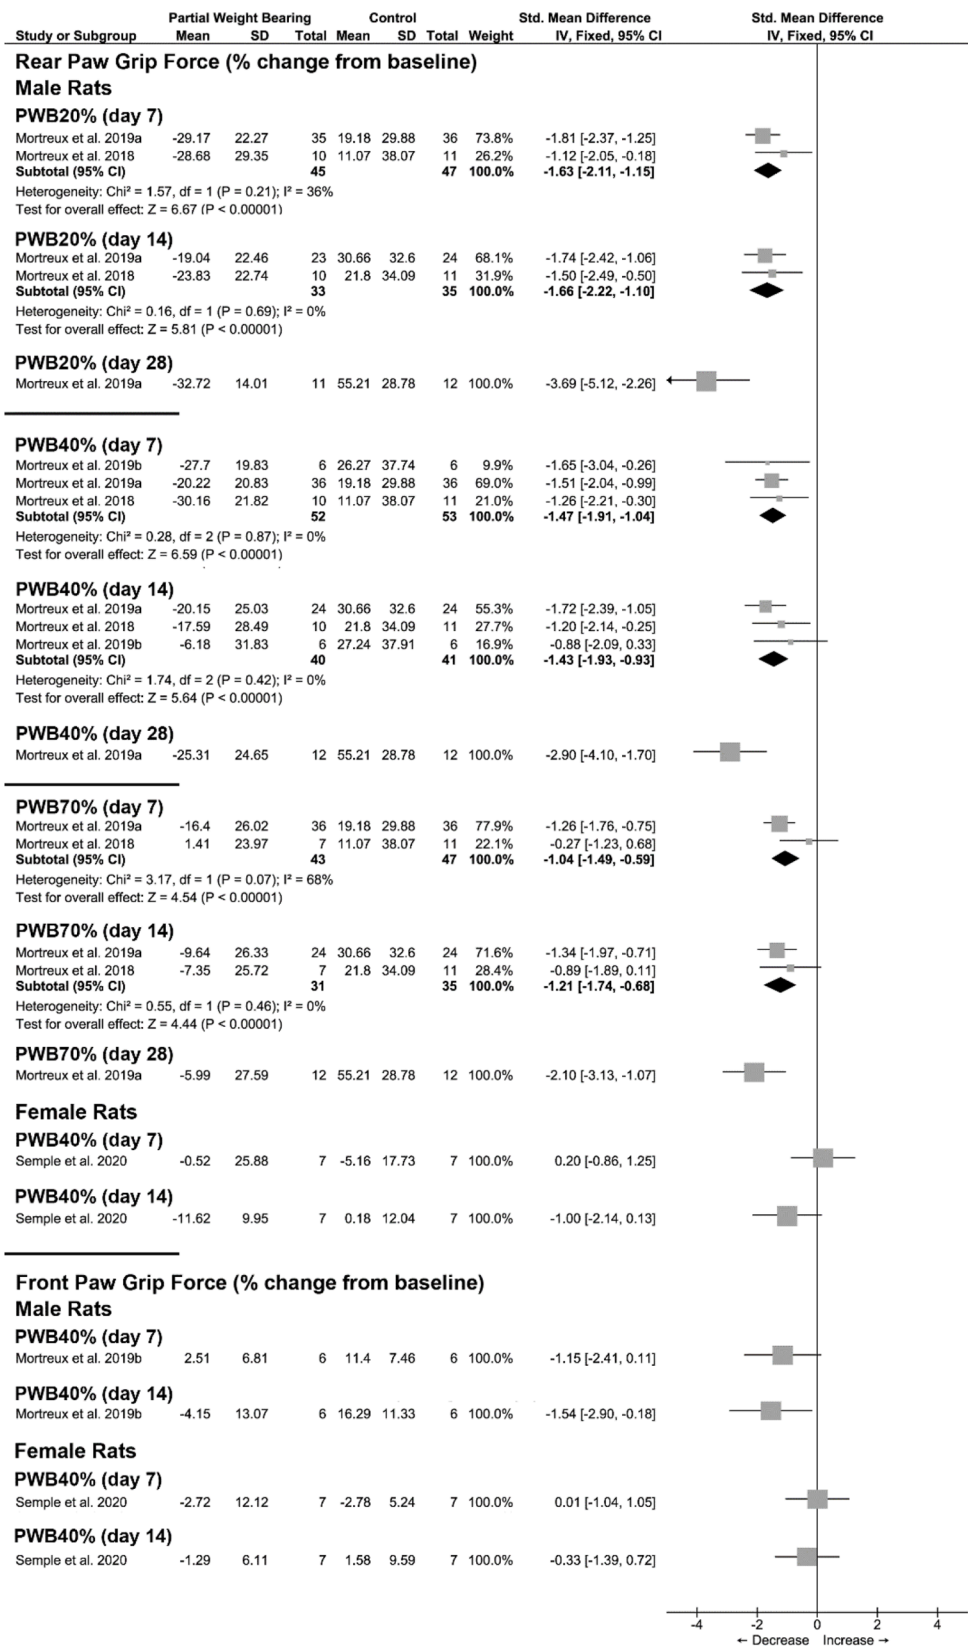 Partial Weight Bearing Control Std. Mean Difference Std. Mean Difference
Study or Subgroup Mean SD Total Mean SD Total Weight IV, Fixed, 95% CI IV, Fixed, 95% CI
Rear Paw Grip Force (% change from baseline)
Male Rats
PWB20% (day 7)
Mortreux et al. 2019a -29.17 22.27 35 19.18 29.88 36 73.8% -1.81 [-2.37, -1.25]
Mortreux et al. 2018 -28.68 29.35 10 11.07 38.07 11 26.2% -1.12 [-2.05, -0.18]
Subtotal (95% CI) 45 47 100.0% -1.63 [-2.11, -1.15]
Heterogeneity: Chi² = 1.57, df = 1 (P = 0.21); I² = 36%
Test for overall effect: Z = 6.67 (P < 0.00001)
PWB20% (day 14)
Mortreux et al. 2019a -19.04 22.46 23 30.66 32.6 24 68.1% -1.74 [-2.42, -1.06]
Mortreux et al. 2018 -23.83 22.74 10 21.8 34.09 11 31.9% -1.50 [-2.49, -0.50]
Subtotal (95% CI) 33 35 100.0% -1.66 [-2.22, -1.10]
Heterogeneity: Chi² = 0.16, df = 1 (P = 0.69); I² = 0%
Test for overall effect: Z = 5.81 (P < 0.00001)
PWB20% (day 28)
Mortreux et al. 2019a -32.72 14.01 11 55.21 28.78 12 100.0% -3.69 [-5.12, -2.26]
PWB40% (day 7)
Mortreux et al. 2019b -27.7 19.83 6 26.27 37.74 6 9.9% -1.65 [-3.04, -0.26]
Mortreux et al. 2019a -20.22 20.83 36 19.18 29.88 36 69.0% -1.51 [-2.04, -0.99]
Mortreux et al. 2018 -30.16 21.82 10 11.07 38.07 11 21.0% -1.26 [-2.21, -0.30]
Subtotal (95% CI) 52 53 100.0% -1.47 [-1.91, -1.04]
Heterogeneity: Chi² = 0.28, df = 2 (P = 0.87); I² = 0%
Test for overall effect: Z = 6.59 (P < 0.00001)
PWB40% (day 14)
Mortreux et al. 2019a -20.15 25.03 24 30.66 32.6 24 55.3% -1.72 [-2.39, -1.05]
Mortreux et al. 2018 -17.59 28.49 10 21.8 34.09 11 27.7% -1.20 [-2.14, -0.25]
Mortreux et al. 2019b -6.18 31.83 6 27.24 37.91 6 16.9% -0.88 [-2.09, 0.33]
Subtotal (95% CI) 40 41 100.0% -1.43 [-1.93, -0.93]
Heterogeneity: Chi² = 1.74, df = 2 (P = 0.42); I² = 0%
Test for overall effect: Z = 5.64 (P < 0.00001)
PWB40% (day 28)
Mortreux et al. 2019a -25.31 24.65 12 55.21 28.78 12 100.0% -2.90 [-4.10, -1.70]
PWB70% (day 7)
Mortreux et al. 2019a -16.4 26.02 36 19.18 29.88 36 77.9% -1.26 [-1.76, -0.75]
Mortreux et al. 2018 1.41 23.97 7 11.07 38.07 11 22.1% -0.27 [-1.23, 0.68]
Subtotal (95% CI) 43 47 100.0% -1.04 [-1.49, -0.59]
Heterogeneity: Chi² = 3.17, df = 1 (P = 0.07); I² = 68%
Test for overall effect: Z = 4.54 (P < 0.00001)
PWB70% (day 14)
Mortreux et al. 2019a -9.64 26.33 24 30.66 32.6 24 71.6% -1.34 [-1.97, -0.71]
Mortreux et al. 2018 -7.35 25.72 7 21.8 34.09 11 28.4% -0.89 [-1.89, 0.11]
Subtotal (95% CI) 31 35 100.0% -1.21 [-1.74, -0.68]
Heterogeneity: Chi² = 0.55, df = 1 (P = 0.46); I² = 0%
Test for overall effect: Z = 4.44 (P < 0.00001)
PWB70% (day 28)
Mortreux et al. 2019a -5.99 27.59 12 55.21 28.78 12 100.0% -2.10 [-3.13, -1.07]
Female Rats
PWB40% (day 7)
Semple et al. 2020 -0.52 25.88 7 -5.16 17.73 7 100.0% 0.20 [-0.86, 1.25]
PWB40% (day 14)
Semple et al. 2020 -11.62 9.95 7 0.18 12.04 7 100.0% -1.00 [-2.14, 0.13]
Front Paw Grip Force (% change from baseline)
Male Rats
PWB40% (day 7)
Mortreux et al. 2019b 2.51 6.81 6 11.4 7.46 6 100.0% -1.15 [-2.41, 0.11]
PWB40% (day 14)
Mortreux et al. 2019b -4.15 13.07 6 16.29 11.33 6 100.0% -1.54 [-2.90, -0.18]
Female Rats
PWB40% (day 7)
Semple et al. 2020 -2.72 12.12 7 -2.78 5.24 7 100.0% 0.01 [-1.04, 1.05]
PWB40% (day 14)
Semple et al. 2020 -1.29 6.11 7 1.58 9.59 7 100.0% -0.33 [-1.39, 0.72]
-4 -2 0 2 4
← Decrease Increase →